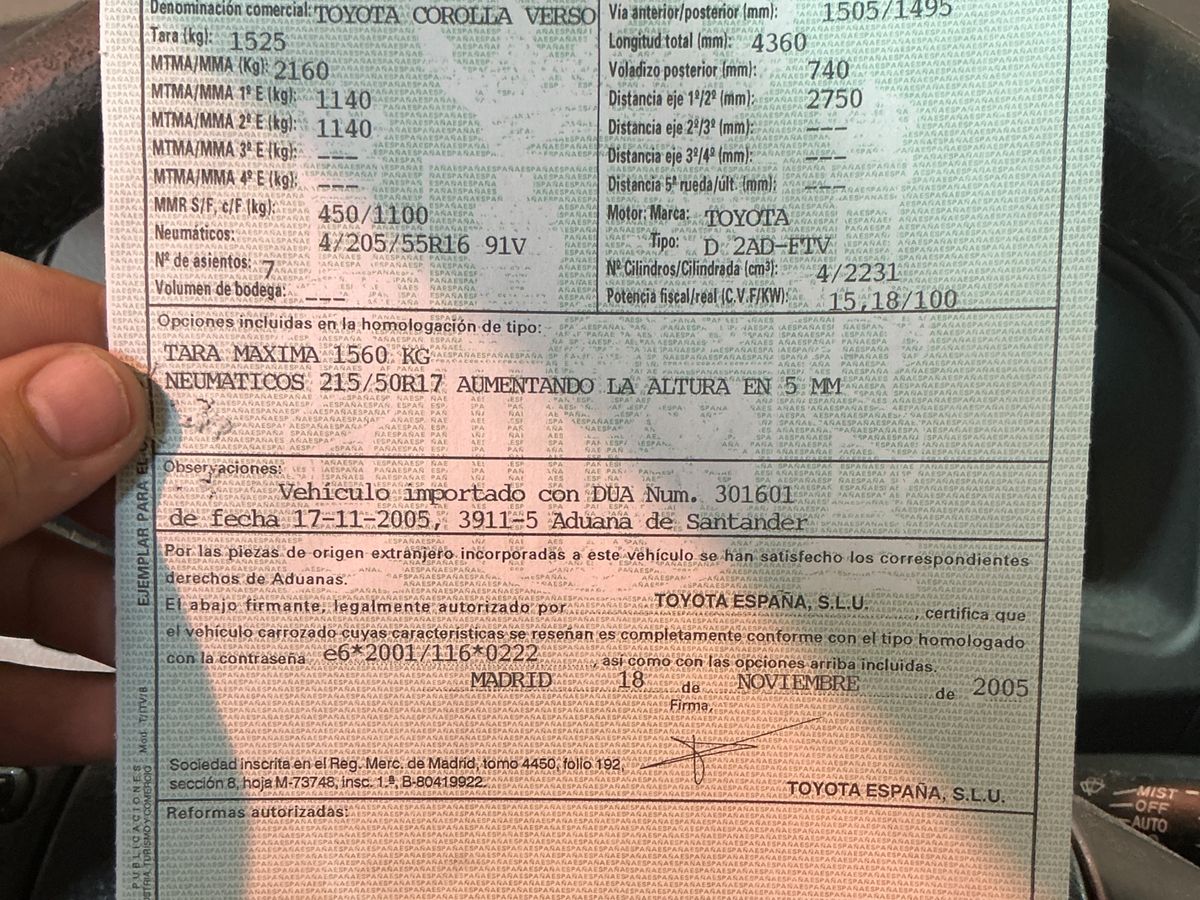 Denominación comercial: TOYOTA COROLLA VERSO
Tara (kg): 1525
MTMA/MMA (Kg): 2160
MTMA/MMA 1º E (kg): 1140
MTMA/MMA 2º E (kg): 1140
MTMA/MMA 3º E (kg): ---
MTMA/MMA 4º E (kg): ---
MMR S/F, c/F (kg): 450/1100
Neumáticos: 4/205/55R16 91V
Nº de asientos: 7
Volumen de bodega: ---
Vía anterior/posterior (mm): 1505/1495
Longitud total (mm): 4360
Voladizo posterior (mm): 740
Distancia eje 1º/2º (mm): 2750
Distancia eje 2º/3º (mm): ---
Distancia eje 3º/4º (mm): ---
Distancia 5ª rueda/últ. (mm): ---
Motor: Marca: TOYOTA
Tipo: D 2AD-FTV
Nº Cilindros/Cilindrada (cm³): 4/2231
Potencia fiscal/real (C.V.F/KW): 15,18/100
Opciones incluidas en la homologación de tipo:
TARA MAXIMA 1560 KG
NEUMATICOS 215/50R17 AUMENTANDO LA ALTURA EN 5 MM
Observaciones:
Vehiculo importado con DUA Num. 301601
de fecha 17-11-2005, 3911-5 Aduana de Santander
Por las piezas de origen extranjero incorporadas a este vehículo se han satisfecho los correspondientes
derechos de Aduanas.
El abajo firmante, legalmente autorizado por TOYOTA ESPAÑA, S.L.U. , certifica que
el vehículo carrozado cuyas características se reseñan es completamente conforme con el tipo homologado
con la contraseña e6*2001/116*0222 , así como con las opciones arriba incluidas.
MADRID 18 de NOVIEMBRE de 2005
Firma,
Sociedad inscrita en el Reg. Merc. de Madrid, tomo 4450, folio 192,
sección 8, hoja M-73748, insc. 1.ª, B-80419922.
TOYOTA ESPAÑA, S.L.U.
Reformas autorizadas:
EJEMPLAR PARA EL
Mod. T/ITV/B
PUBLICACIONES
TURISMO Y COMERCIO
MIST
OFF
AUTO